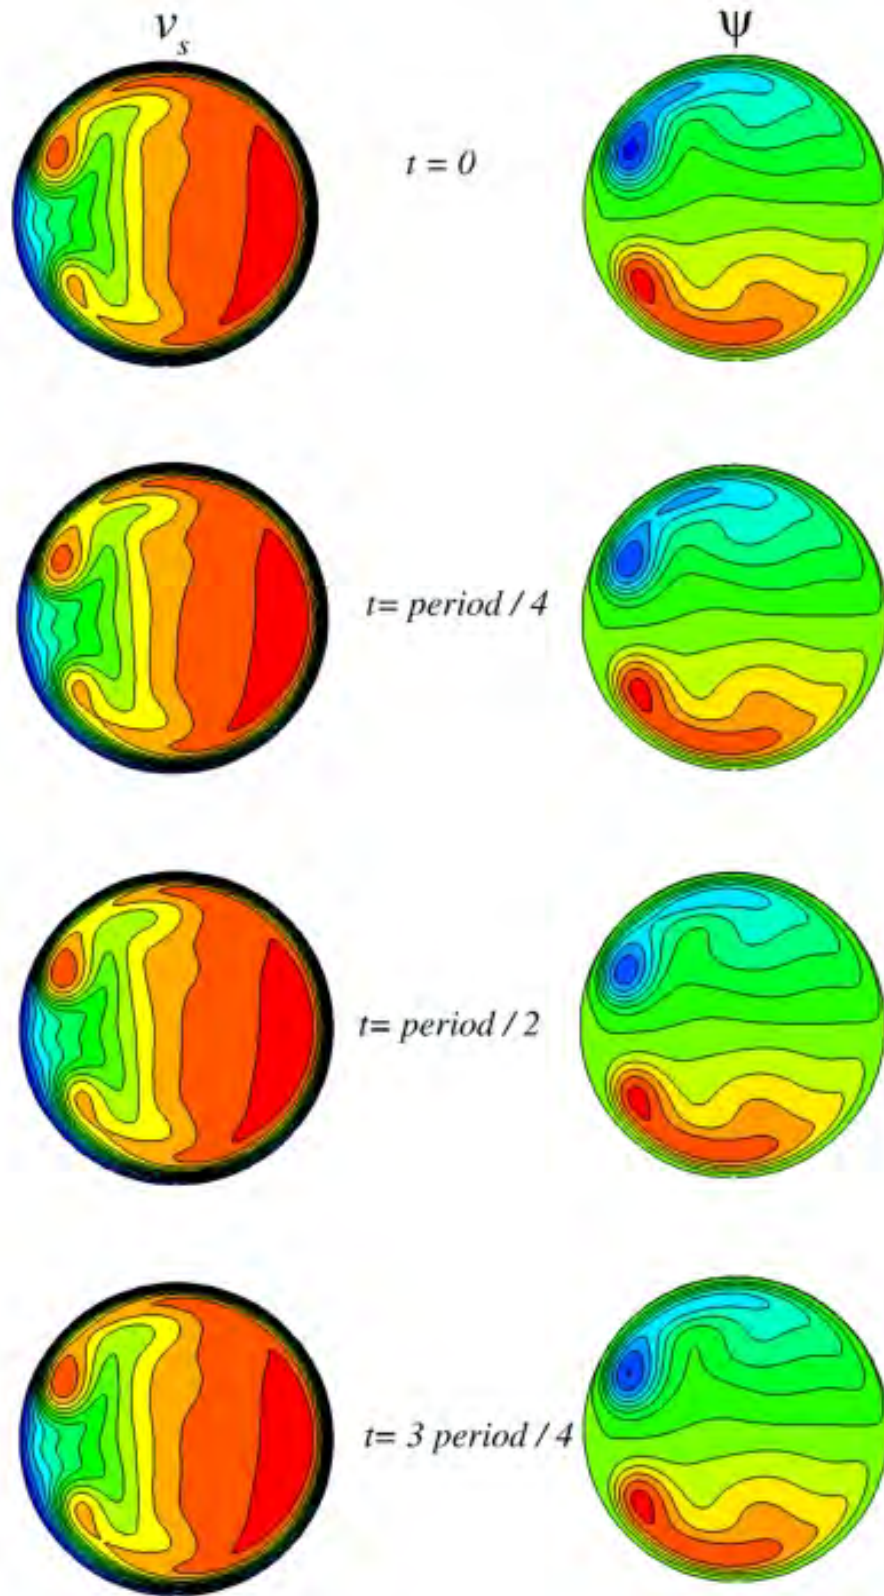 v_s ψ
t = 0
t= period / 4
t= period / 2
t= 3 period / 4